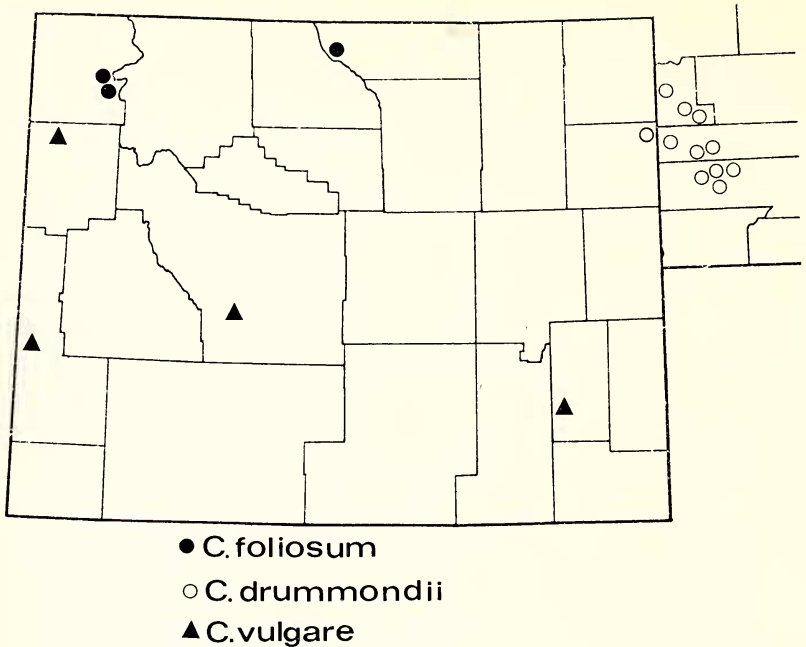 ● C. foliosum
○ C. drummondii
▲ C. vulgare